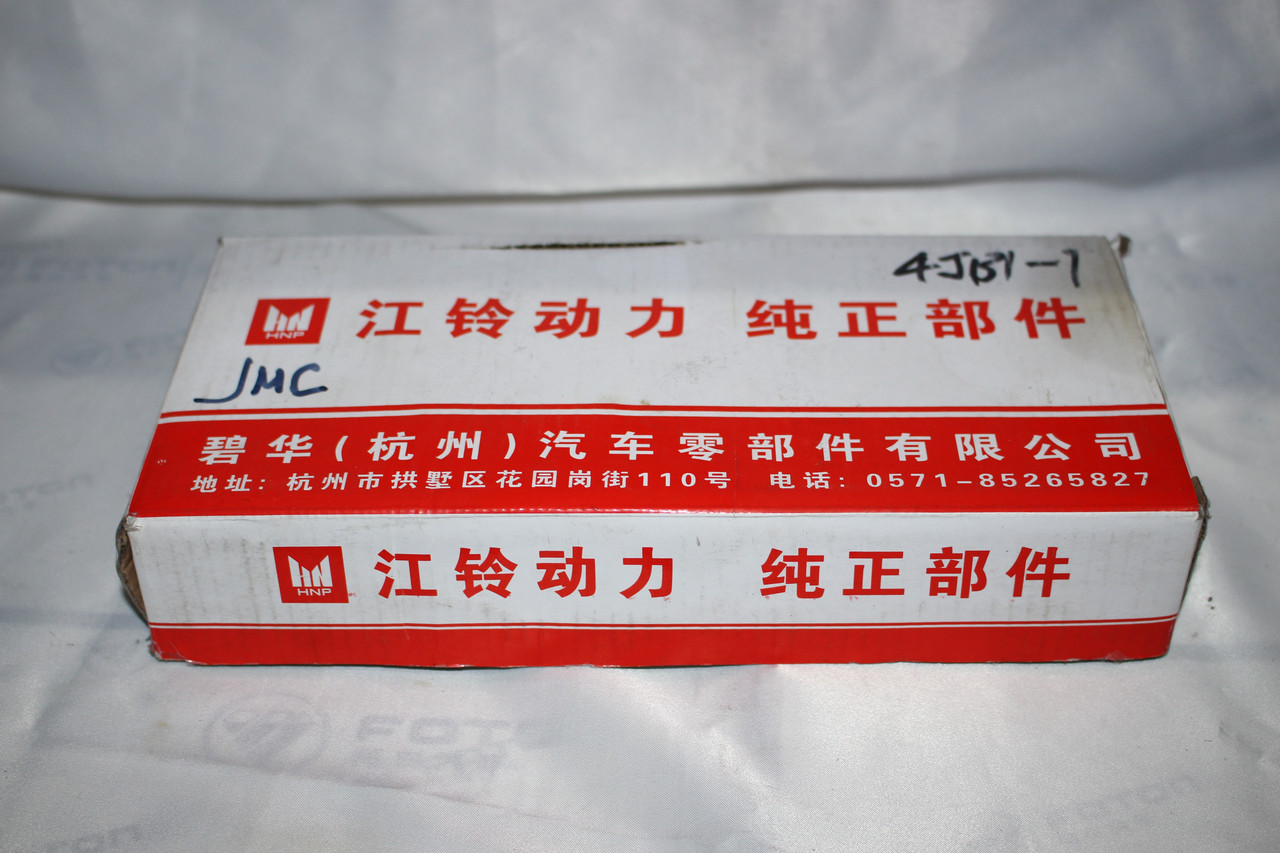 4JB1-1
HNP
江铃动力 纯正部件
JMC
碧华(杭州)汽车零部件有限公司
地址: 杭州市拱墅区花园岗街110号 电话: 0571-85265827
HNP
江铃动力 纯正部件
FOTO
FOTON